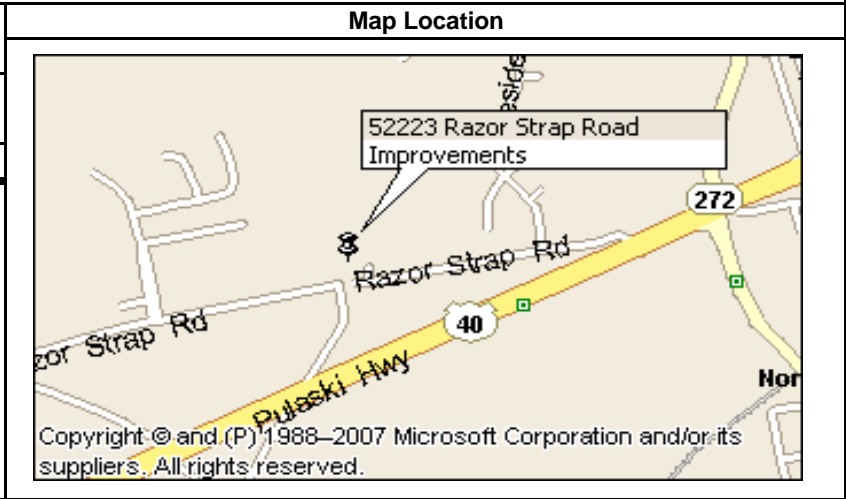 Map Location
eside
52223 Razor Strap Road
Improvements
272
Razor Strap Rd
40
zor Strap Rd
Pulaski Hwy
Nor
Copyright © and (P) 1988–2007 Microsoft Corporation and/or its
suppliers. All rights reserved.